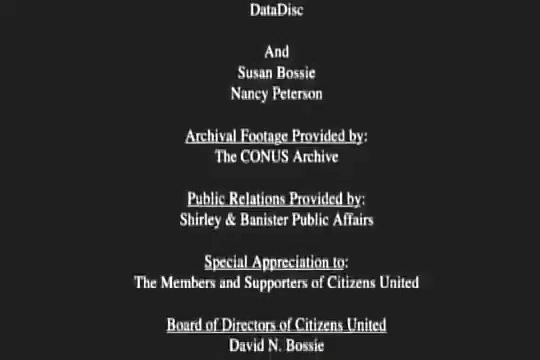 DataDisc
And
Susan Bossie
Nancy Peterson
Archival Footage Provided by:
The CONUS Archive
Public Relations Provided by:
Shirley & Banister Public Affairs
Special Appreciation to:
The Members and Supporters of Citizens United
Board of Directors of Citizens United
David N. Bossie